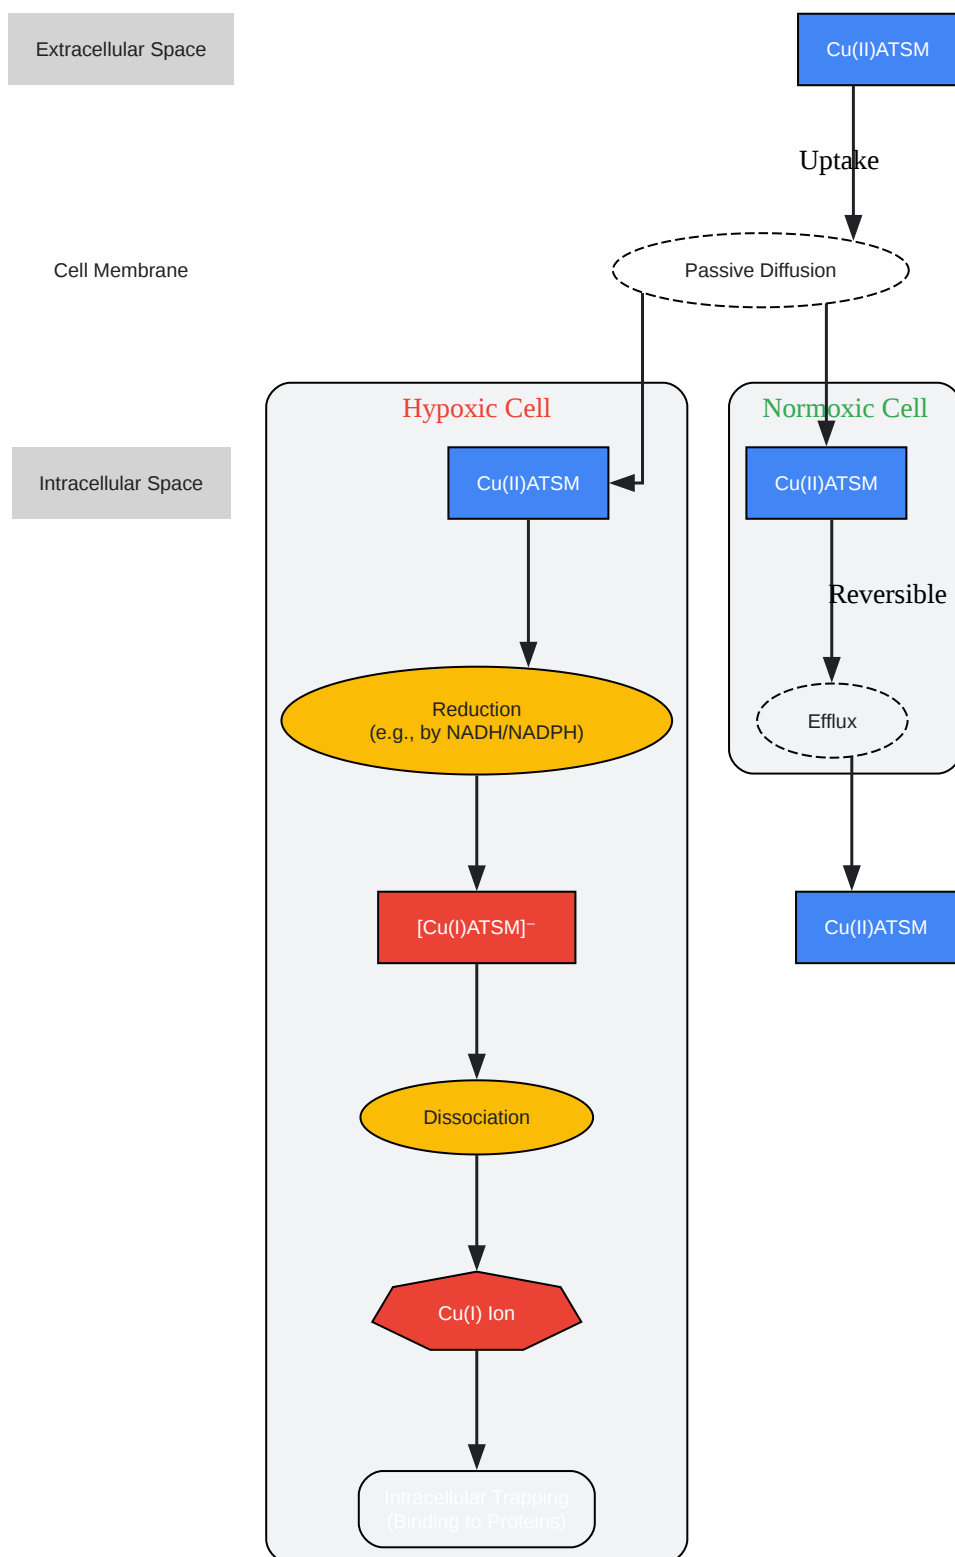 Extracellular Space
Cu(II)ATSM
Uptake
Cell Membrane
Passive Diffusion
Hypoxic Cell
Normoxic Cell
Intracellular Space
Cu(II)ATSM
Cu(II)ATSM
Reversible
Reduction
(e.g., by NADH/NADPH)
Efflux
[Cu(I)ATSM]⁻
Cu(II)ATSM
Dissociation
Cu(I) Ion
Intracellular Trapping
(Binding to Proteins)